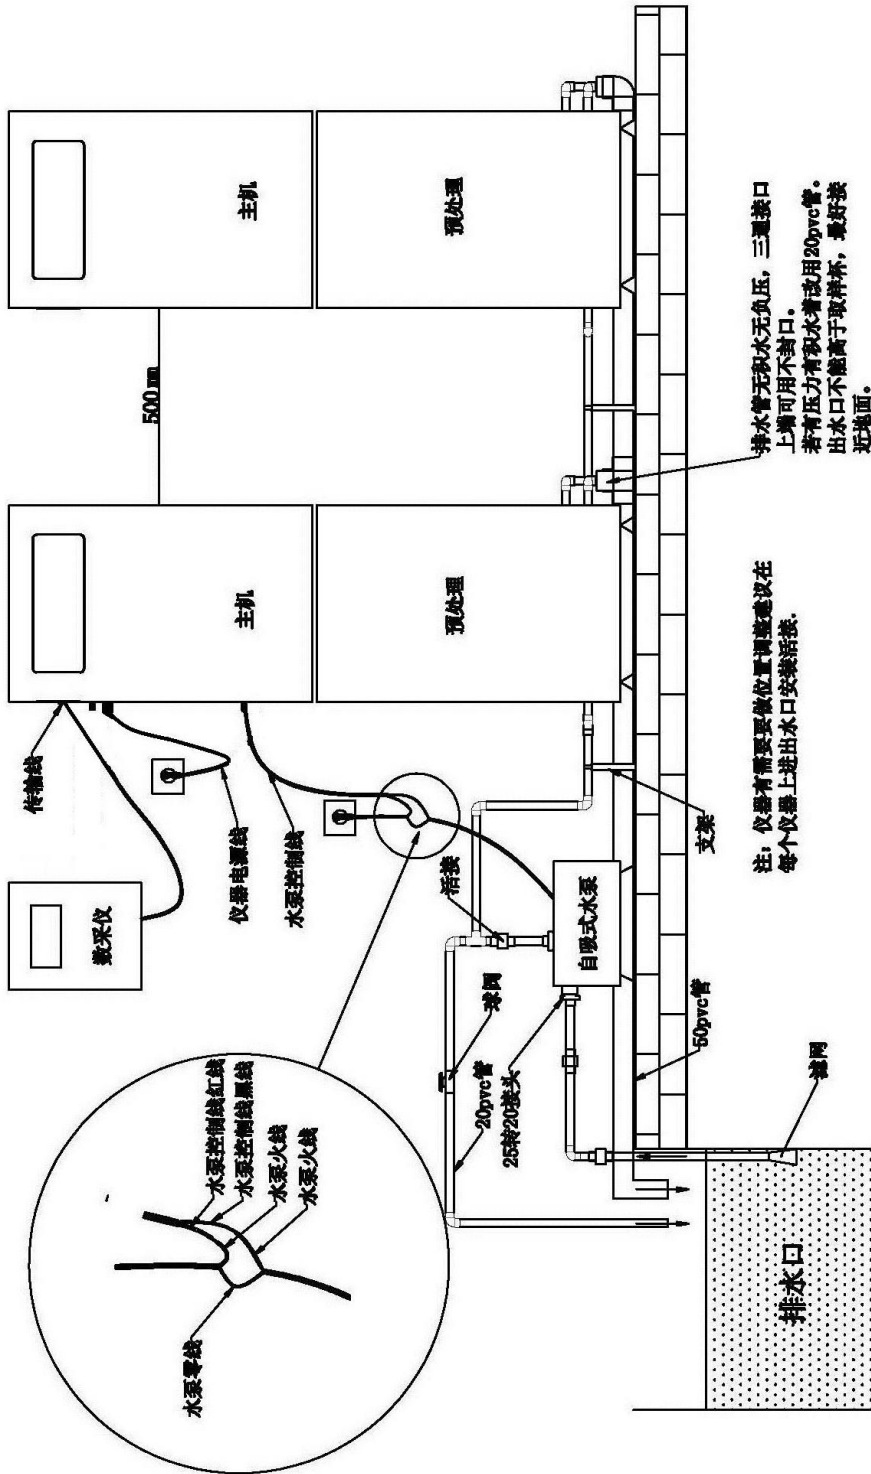 主机
预处理
主机
预处理
500mm
传输线
数采仪
仪器电源线
水泵控制线
活接
自吸式水泵
支架
球阀
20pvc管
25转20接头
50pvc管
滤网
排水口
水泵控制线红线
水泵控制线黑线
水泵火线
水泵火线
水泵零线
排水管无积水无负压，三通接口
上端可用不封口。
若有压力有积水着改用20pvc管。
出水口不能高于取样杯，最好接
近地面。
注：仪器有需要要做位置调整建议在
每个仪器上进出水口安装活接.